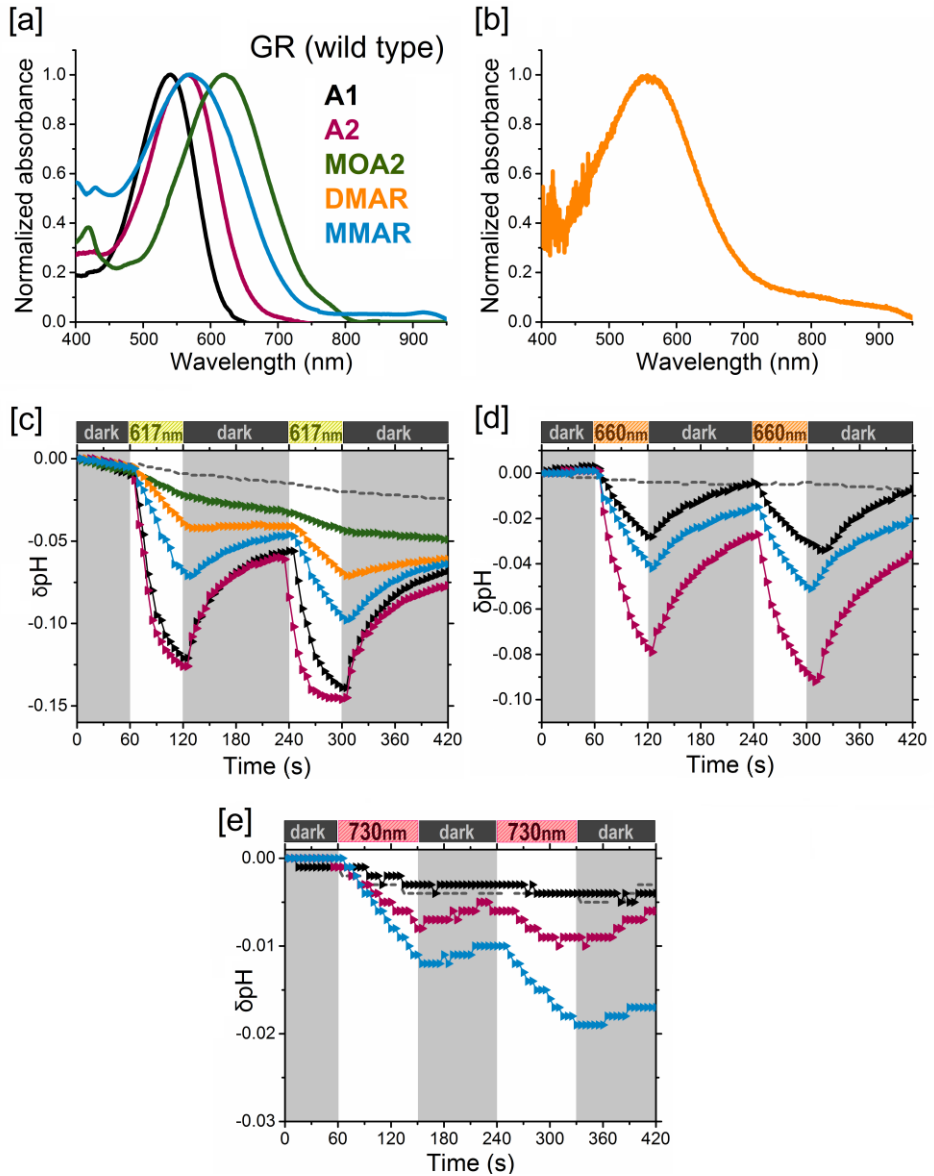 [a]
GR (wild type)
A1
A2
MOA2
DMAR
MMAR
Normalized absorbance
1.0
0.8
0.6
0.4
0.2
0.0
400 500 600 700 800 900
Wavelength (nm)
[b]
Normalized absorbance
1.0
0.8
0.6
0.4
0.2
0.0
400 500 600 700 800 900
Wavelength (nm)
[c]
dark 617nm dark 617nm dark
δpH
0.00
-0.05
-0.10
-0.15
0 60 120 180 240 300 360 420
Time (s)
[d]
dark 660nm dark 660nm dark
δpH
0.00
-0.02
-0.04
-0.06
-0.08
-0.10
0 60 120 180 240 300 360 420
Time (s)
[e]
dark 730nm dark 730nm dark
δpH
0.00
-0.01
-0.02
-0.03
0 60 120 180 240 300 360 420
Time (s)